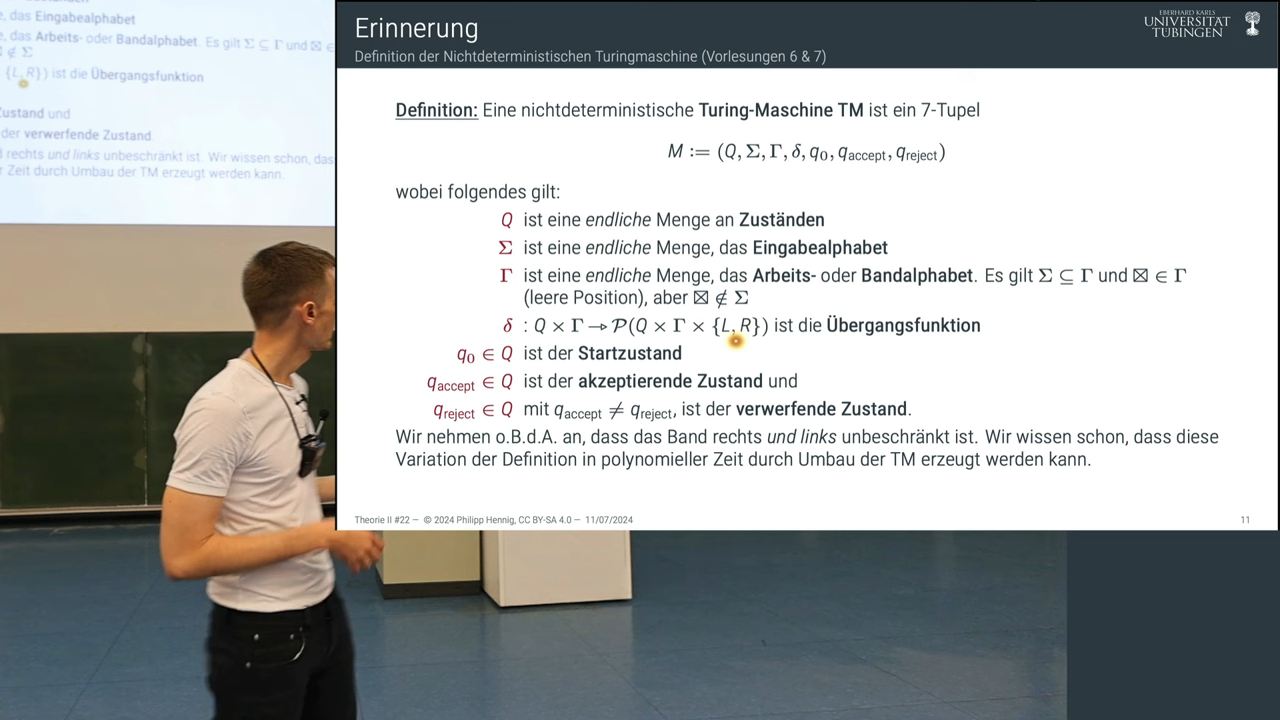 , das Eingabealphabet
, das Arbeits- oder Bandalphabet. Es gilt Σ ⊆ Γ und ⊠ ∈
∉ Σ
{L, R}) ist die Übergangsfunktion
ustand und
der verwerfende Zustand.
rechts und links unbeschränkt ist. Wir wissen schon, dass
r Zeit durch Umbau der TM erzeugt werden kann.
Erinnerung
Definition der Nichtdeterministischen Turingmaschine (Vorlesungen 6 & 7)
EBERHARD KARLS
UNIVERSITÄT
TÜBINGEN
Definition: Eine nichtdeterministische Turing-Maschine TM ist ein 7-Tupel
M := (Q, Σ, Γ, δ, q₀, q_accept, q_reject)
wobei folgendes gilt:
Q ist eine endliche Menge an Zuständen
Σ ist eine endliche Menge, das Eingabealphabet
Γ ist eine endliche Menge, das Arbeits- oder Bandalphabet. Es gilt Σ ⊆ Γ und ⊠ ∈ Γ
(leere Position), aber ⊠ ∉ Σ
δ : Q × Γ → 𝒫(Q × Γ × {L, R}) ist die Übergangsfunktion
q₀ ∈ Q ist der Startzustand
q_accept ∈ Q ist der akzeptierende Zustand und
q_reject ∈ Q mit q_accept ≠ q_reject, ist der verwerfende Zustand.
Wir nehmen o.B.d.A. an, dass das Band rechts und links unbeschränkt ist. Wir wissen schon, dass diese
Variation der Definition in polynomieller Zeit durch Umbau der TM erzeugt werden kann.
Theorie II #22 — © 2024 Philipp Hennig, CC BY-SA 4.0 — 11/07/2024
11